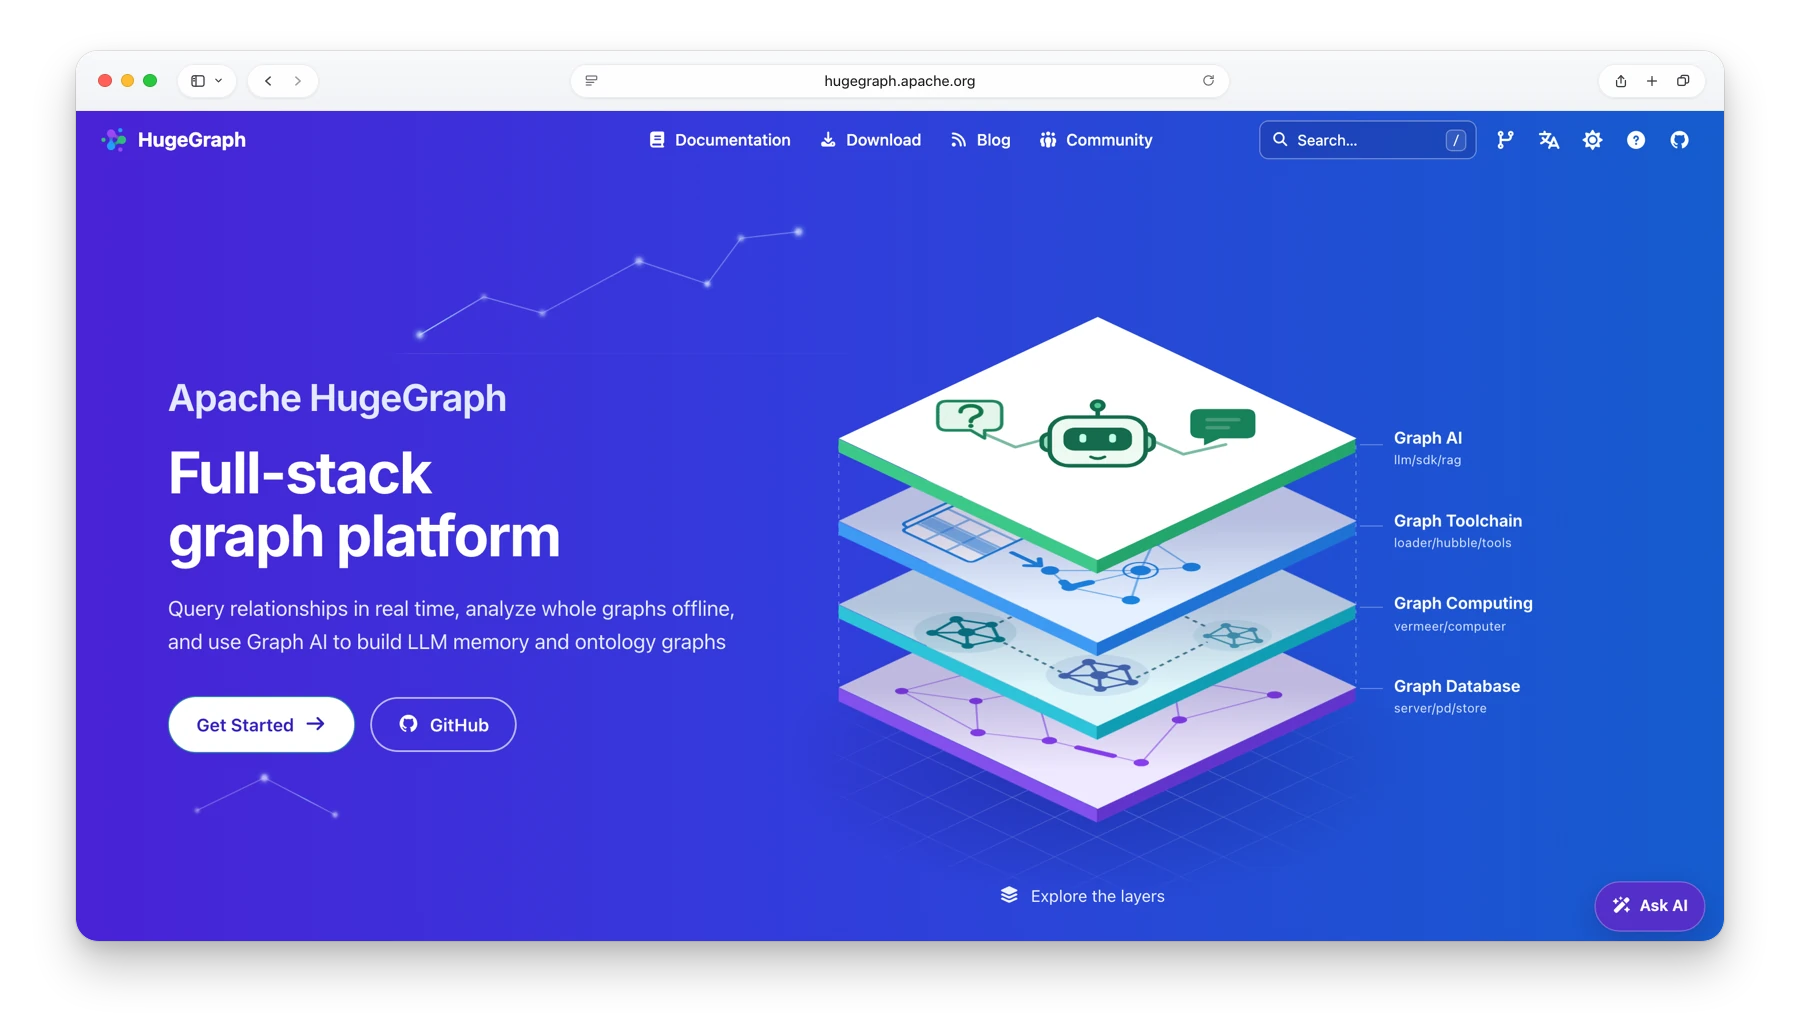 hugegraph.apache.org
HugeGraph
Documentation
Download
Blog
Community
Search...
/
Apache HugeGraph
Full-stack
graph platform
Query relationships in real time, analyze whole graphs offline,
and use Graph AI to build LLM memory and ontology graphs
Get Started
GitHub
?
Graph AI
llm/sdk/rag
Graph Toolchain
loader/hubble/tools
Graph Computing
vermeer/computer
Graph Database
server/pd/store
Explore the layers
Ask AI